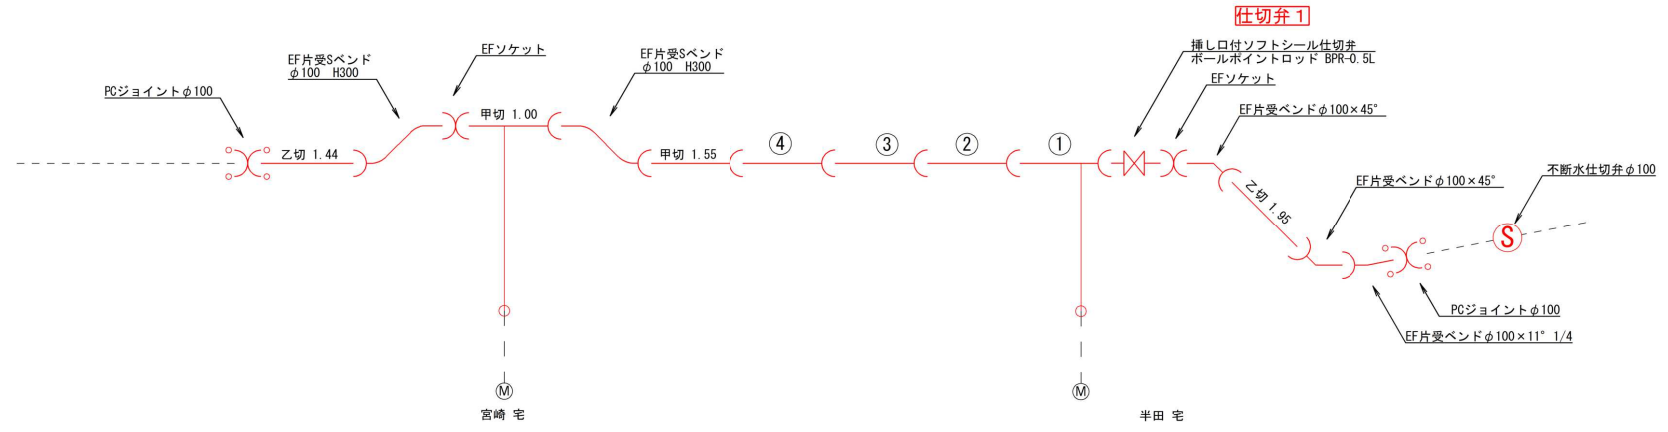 仕切弁1
挿し口付ソフトシール仕切弁
ボールポイントロッド BPR-0.5L
EFソケット
EF片受Sベンド
φ100 H300
EFソケット
EF片受Sベンド
φ100 H300
PCジョイントφ100
EF片受ベンドφ100×45°
甲切 1.00
乙切 1.44
甲切 1.55
④
③
②
①
乙切 1.95
EF片受ベンドφ100×45°
不断水仕切弁φ100
S
PCジョイントφ100
EF片受ベンドφ100×11° 1/4
M
宮崎 宅
M
半田 宅